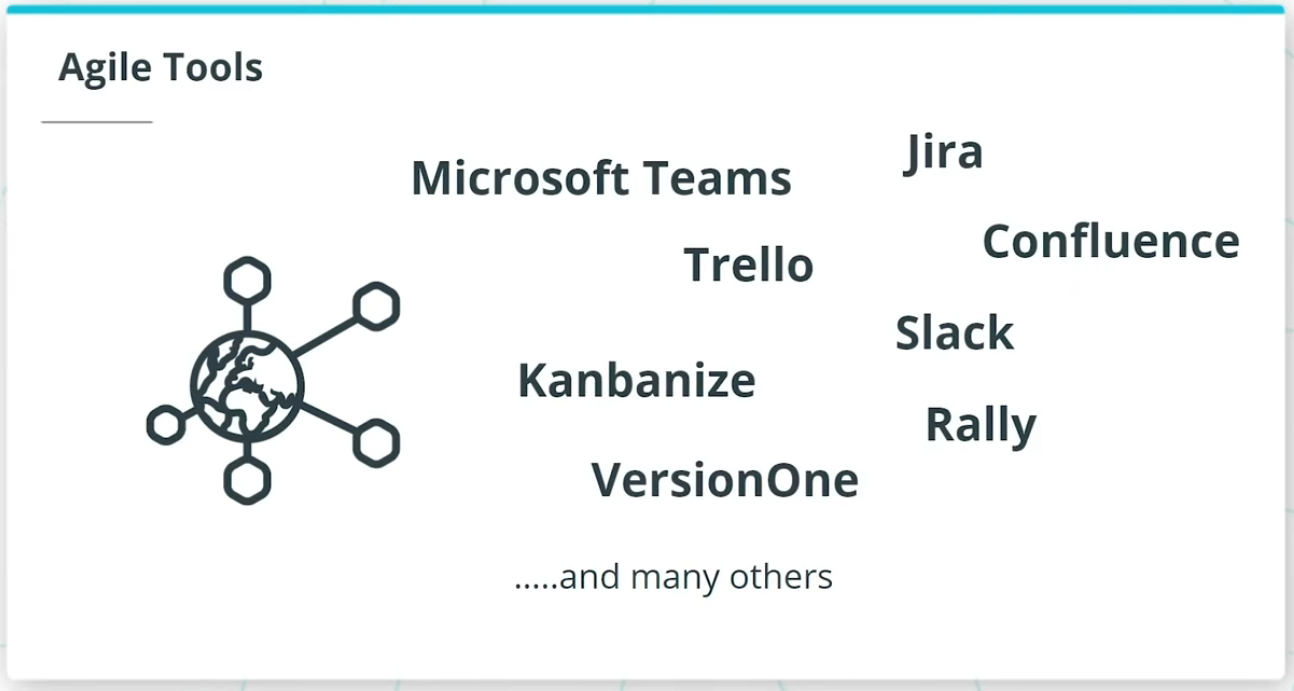 Agile Tools
Microsoft Teams
Jira
Trello
Confluence
Slack
Kanbanize
Rally
VersionOne
.....and many others